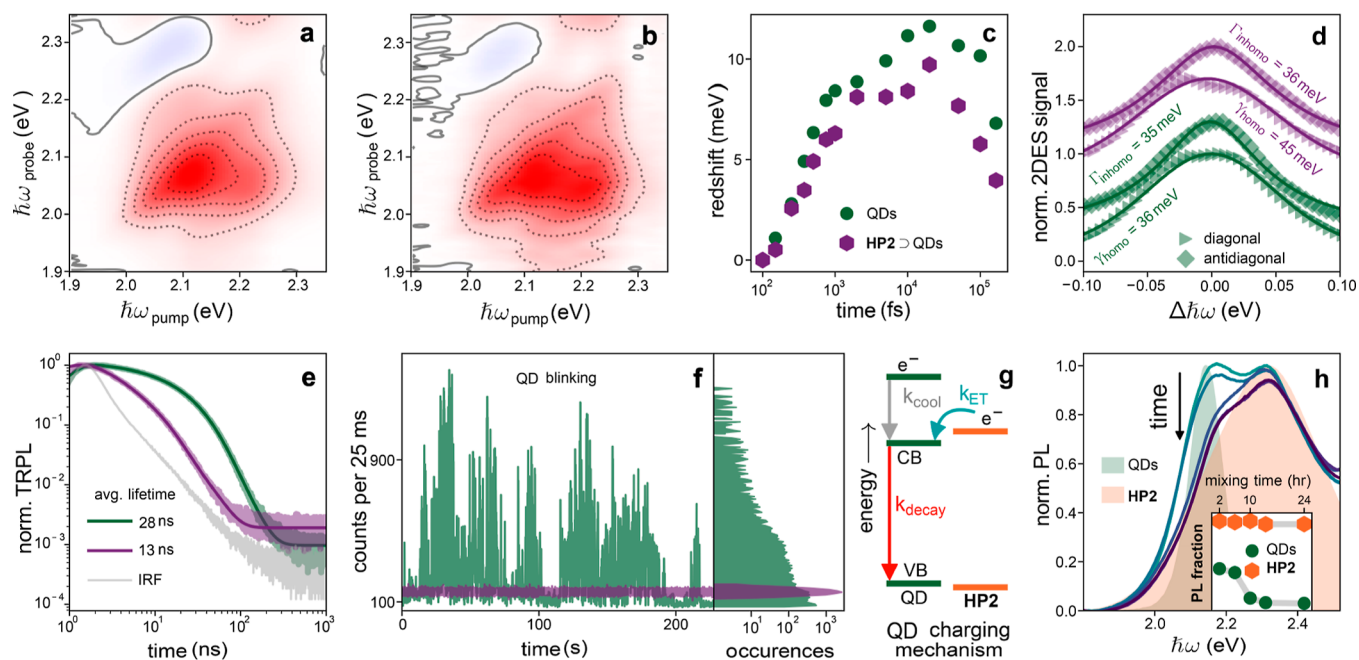 a
2.3
2.2
2.1
2.0
1.9
ħω probe (eV)
1.9 2.0 2.1 2.2 2.3
ħω pump (eV)
b
2.3
2.2
2.1
2.0
1.9
ħω probe (eV)
1.9 2.0 2.1 2.2 2.3
ħω pump (eV)
c
10
5
0
redshift (meV)
QDs
HP2 ⊃ QDs
10² 10³ 10⁴ 10⁵
time (fs)
d
2.0
1.5
1.0
0.5
0.0
norm. 2DES signal
Γinhomo = 36 meV
γhomo = 45 meV
Γinhomo = 35 meV
γhomo = 36 meV
diagonal
antidiagonal
−0.10 −0.05 0.00 0.05 0.10
Δħω (eV)
e
10⁰
10⁻¹
10⁻²
10⁻³
10⁻⁴
norm. TRPL
avg. lifetime
28 ns
13 ns
IRF
10⁰ 10¹ 10² 10³
time (ns)
f
QD blinking
900
100
counts per 25 ms
0 100 200
time (s)
10¹ 10² 10³
occurences
g
e⁻
kcool
kET
e⁻
CB
energy
kdecay
VB
QD HP2
QD charging
mechanism
h
1.0
0.8
0.6
0.4
0.2
0.0
norm. PL
time
QDs
HP2
mixing time (hr)
2 10 24
PL fraction
QDs
HP2
2.0 2.2 2.4
ħω (eV)